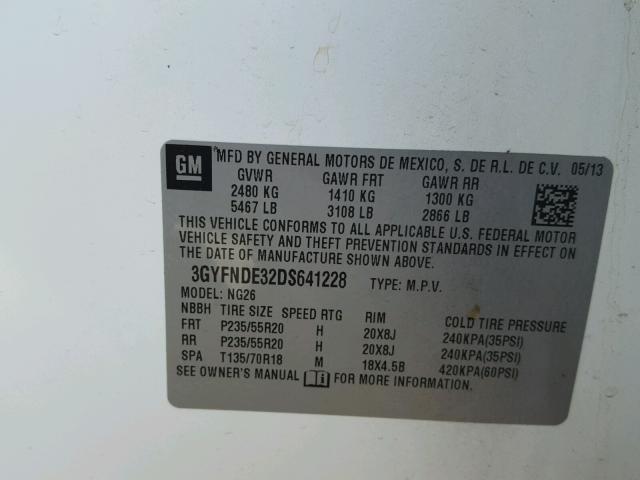 GM MFD BY GENERAL MOTORS DE MEXICO, S. DE R.L. DE C.V. 05/13
GVWR GAWR FRT GAWR RR
2480 KG 1410 KG 1300 KG
5467 LB 3108 LB 2866 LB
THIS VEHICLE CONFORMS TO ALL APPLICABLE U.S. FEDERAL MOTOR
VEHICLE SAFETY AND THEFT PREVENTION STANDARDS IN EFFECT ON
THE DATE OF MANUFACTURE SHOWN ABOVE.
3GYFNDE32DS641228 TYPE: M.P.V.
MODEL: NG26
NBBH TIRE SIZE SPEED RTG RIM COLD TIRE PRESSURE
FRT P235/55R20 H 20X8J 240KPA(35PSI)
RR P235/55R20 H 20X8J 240KPA(35PSI)
SPA T135/70R18 M 18X4.5B 420KPA(60PSI)
SEE OWNER'S MANUAL FOR MORE INFORMATION.